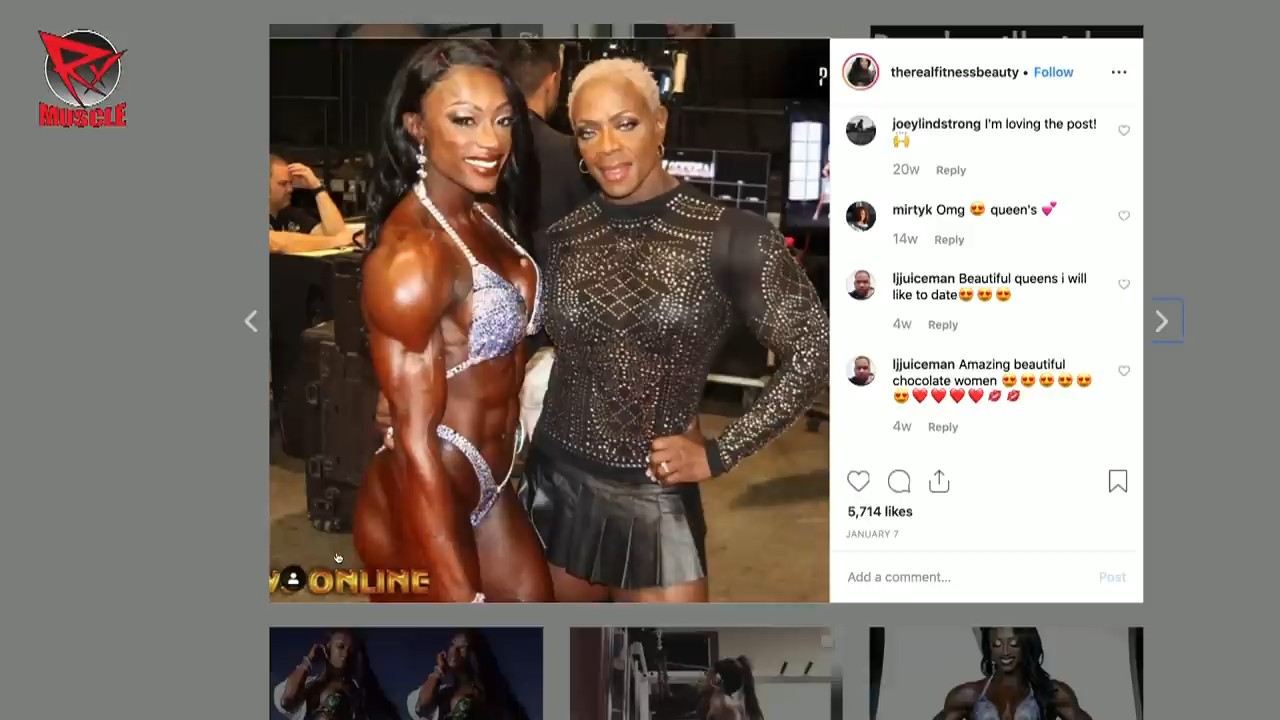 MUSCLE
therealfitnessbeauty • Follow
joeylindstrong I'm loving the post!
🙌
20w Reply
mirtyk Omg 😍 queen's 💕
14w Reply
ljjuiceman Beautiful queens i will
like to date😍 😍 😍
4w Reply
ljjuiceman Amazing beautiful
chocolate women 😍 😍 😍 😍 😍
😍 ❤️ ❤️ ❤️ ❤️ 💋 💋
4w Reply
5,714 likes
JANUARY 7
Add a comment... Post
ONLINE